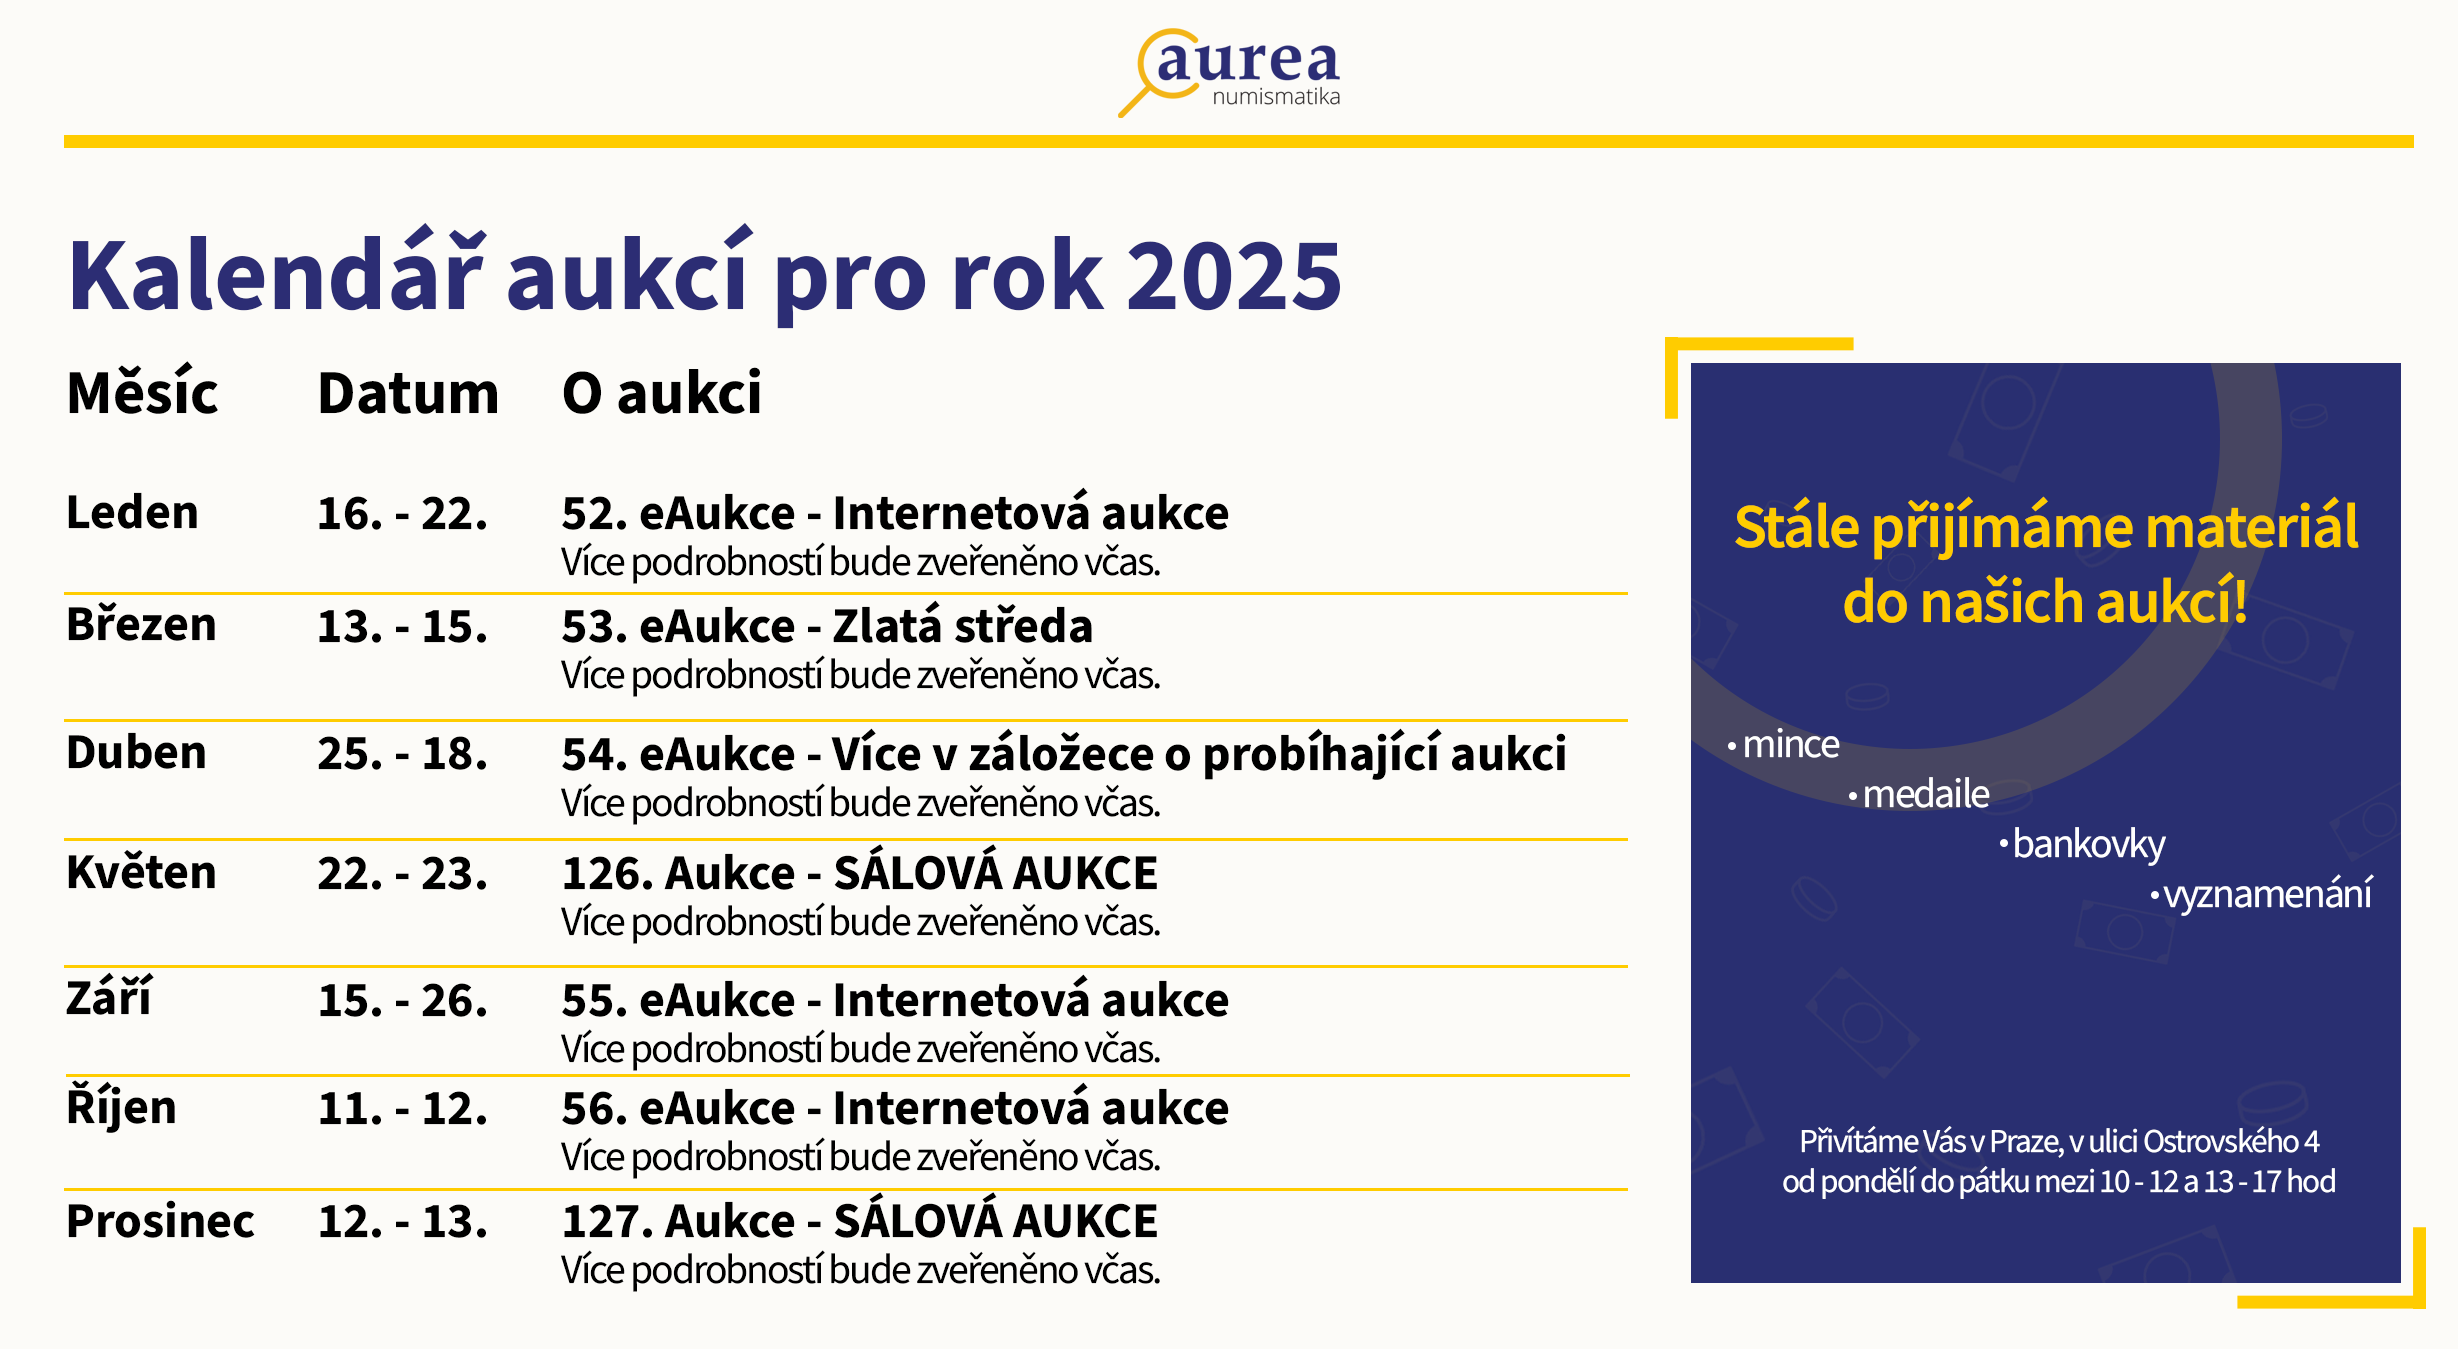 aurea
numismatika
Kalendář aukcí pro rok 2025
Měsíc Datum O aukci
Leden 16. - 22. 52. eAukce - Internetová aukce
Více podrobností bude zveřeněno včas.
Březen 13. - 15. 53. eAukce - Zlatá středa
Více podrobností bude zveřeněno včas.
Duben 25. - 18. 54. eAukce - Více v záložece o probíhající aukci
Více podrobností bude zveřeněno včas.
Květen 22. - 23. 126. Aukce - SÁLOVÁ AUKCE
Více podrobností bude zveřeněno včas.
Září 15. - 26. 55. eAukce - Internetová aukce
Více podrobností bude zveřeněno včas.
Říjen 11. - 12. 56. eAukce - Internetová aukce
Více podrobností bude zveřeněno včas.
Prosinec 12. - 13. 127. Aukce - SÁLOVÁ AUKCE
Více podrobností bude zveřeněno včas.
Stále přijímáme materiál
do našich aukcí!
• mince
• medaile
• bankovky
• vyznamenání
Přivítáme Vás v Praze, v ulici Ostrovského 4
od pondělí do pátku mezi 10 - 12 a 13 - 17 hod